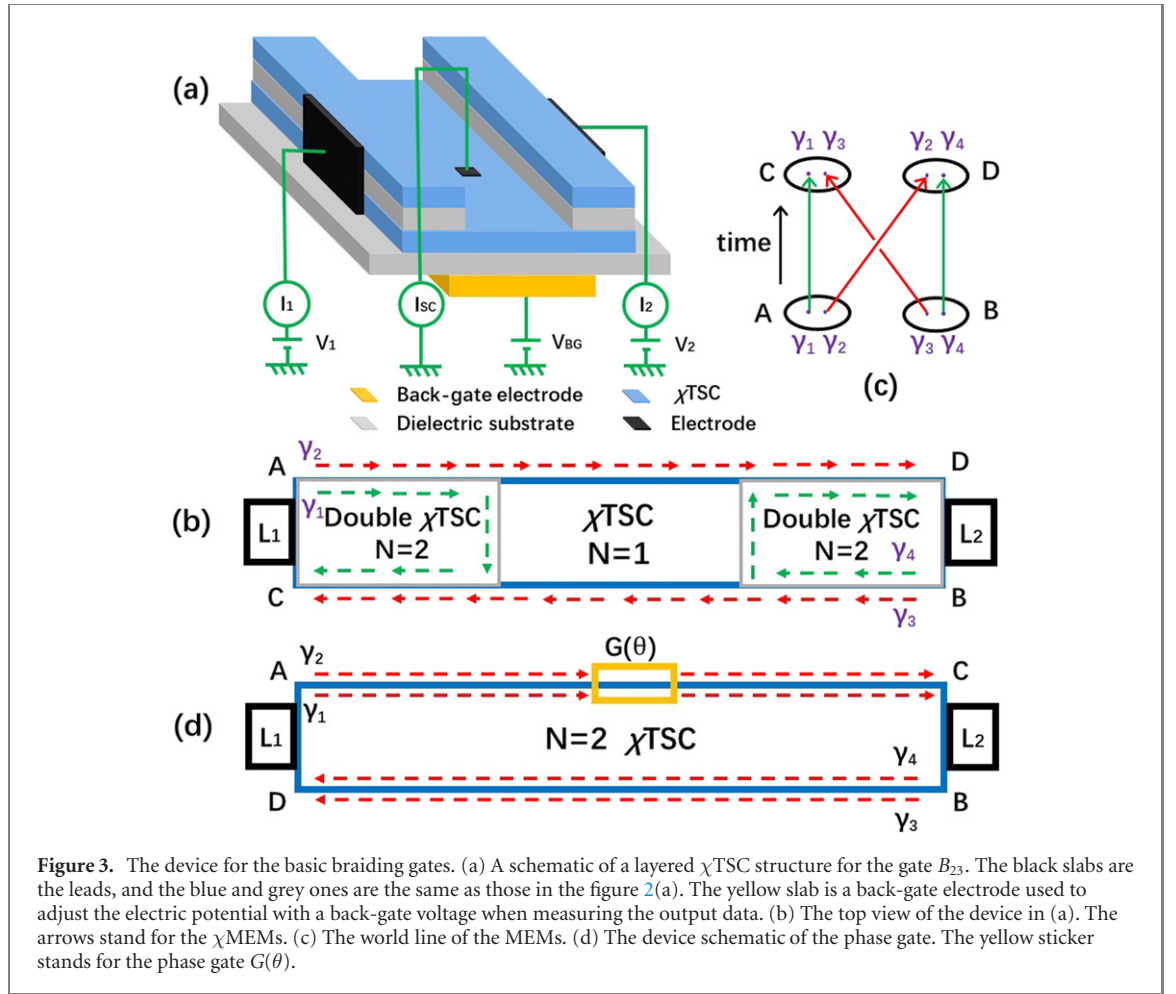 (a)
I1
V1
ISC
VBG
I2
V2
Back-gate electrode
χTSC
Dielectric substrate
Electrode
γ1 γ3
γ2 γ4
C
D
time
A
B
γ1 γ2
γ3 γ4
(c)
A
γ2
D
(b)
L1
γ1
Double χTSC
N=2
χTSC
N=1
Double χTSC
N=2
γ4
L2
C
B
γ3
G(θ)
A
γ2
C
γ1
(d)
L1
N=2 χTSC
L2
γ4
D
B
γ3
Figure 3. The device for the basic braiding gates. (a) A schematic of a layered χTSC structure for the gate B23. The black slabs are
the leads, and the blue and grey ones are the same as those in the figure 2(a). The yellow slab is a back-gate electrode used to
adjust the electric potential with a back-gate voltage when measuring the output data. (b) The top view of the device in (a). The
arrows stand for the χMEMs. (c) The world line of the MEMs. (d) The device schematic of the phase gate. The yellow sticker
stands for the phase gate G(θ).